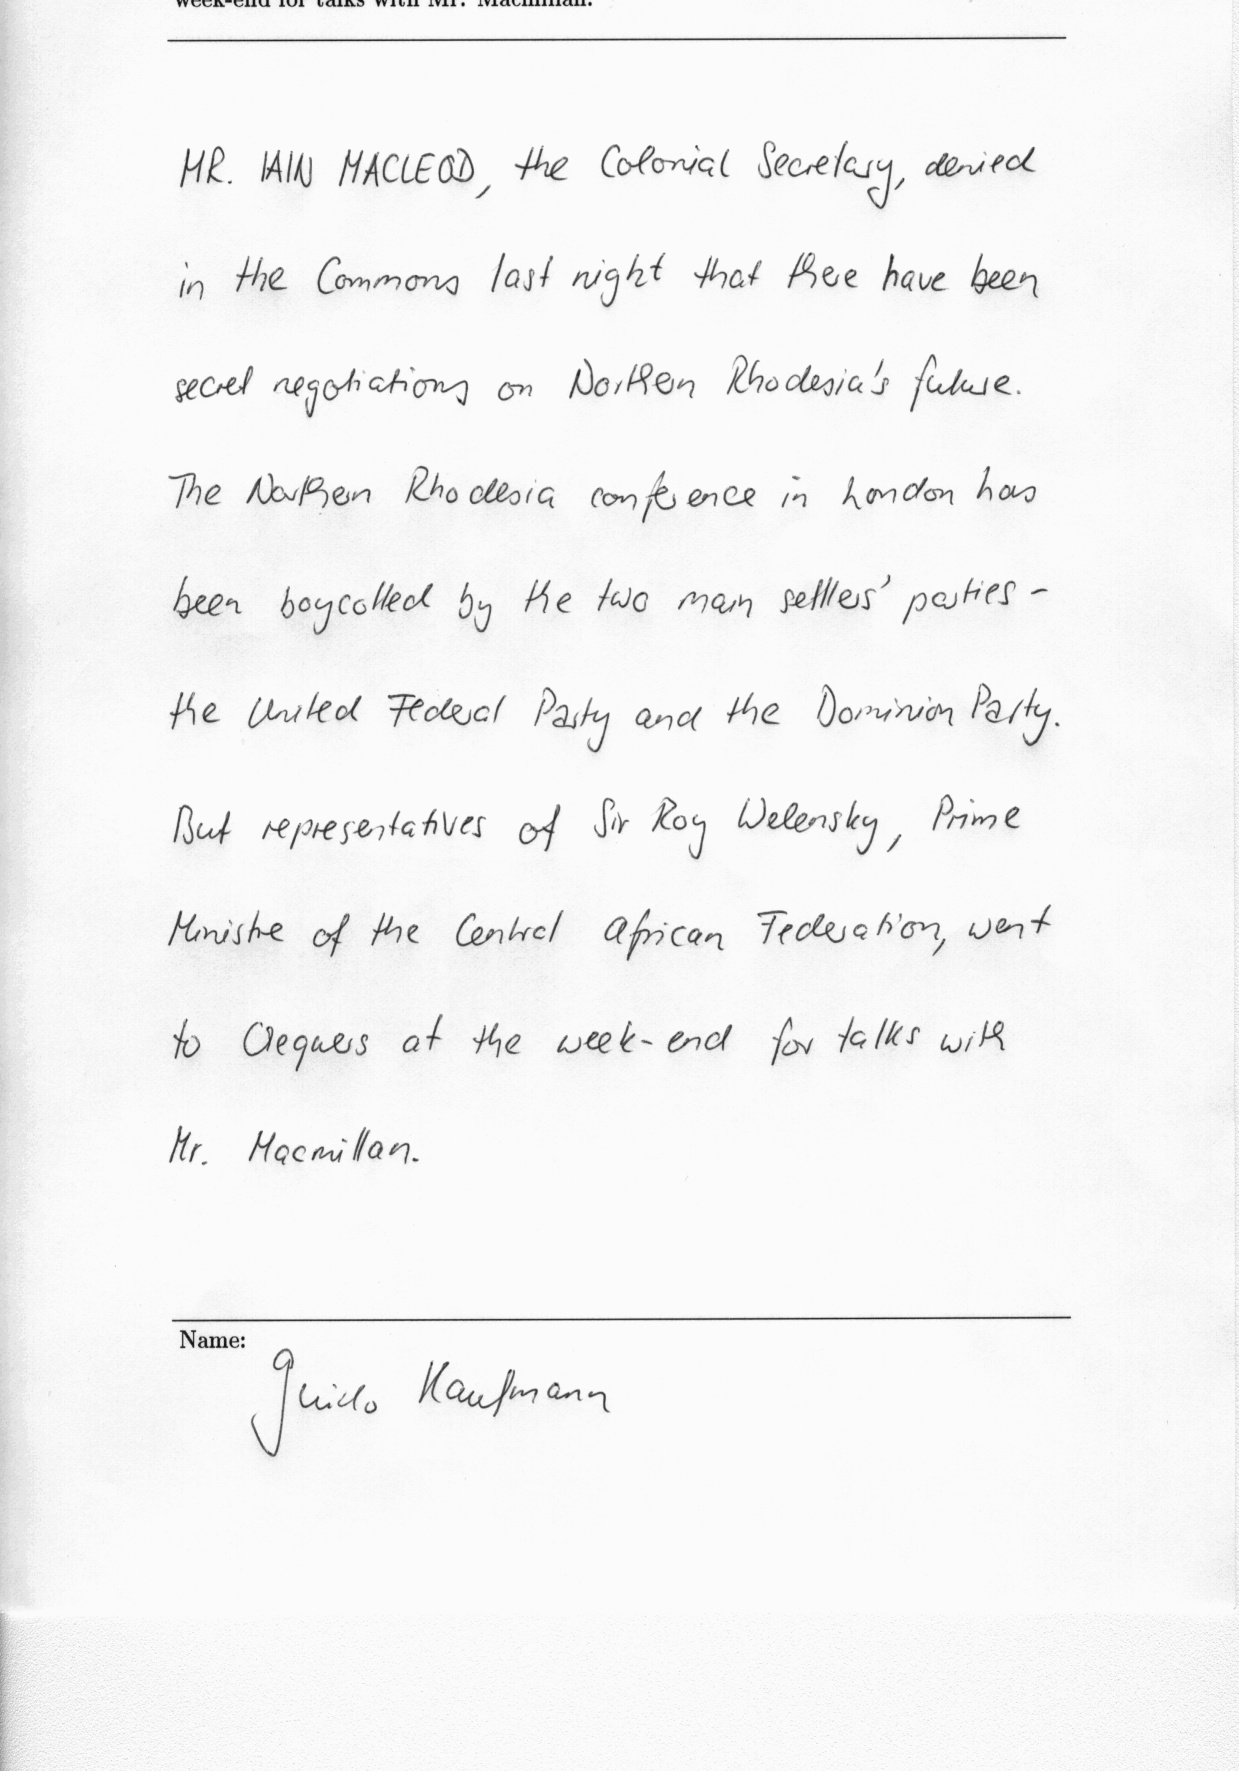 week-end for talks with Mr. Macmillan.
MR. IAIN MACLEOD, the Colonial Secretary, denied
in the Commons last night that there have been
secret negotiations on Northern Rhodesia's future.
The Northern Rhodesia conference in London has
been boycotted by the two main settlers' parties -
the United Federal Party and the Dominion Party.
But representatives of Sir Roy Welensky, Prime
Ministre of the Central African Federation, went
to Chequers at the week-end for talks with
Mr. Macmillan.
Name:
Guido Kaufmann